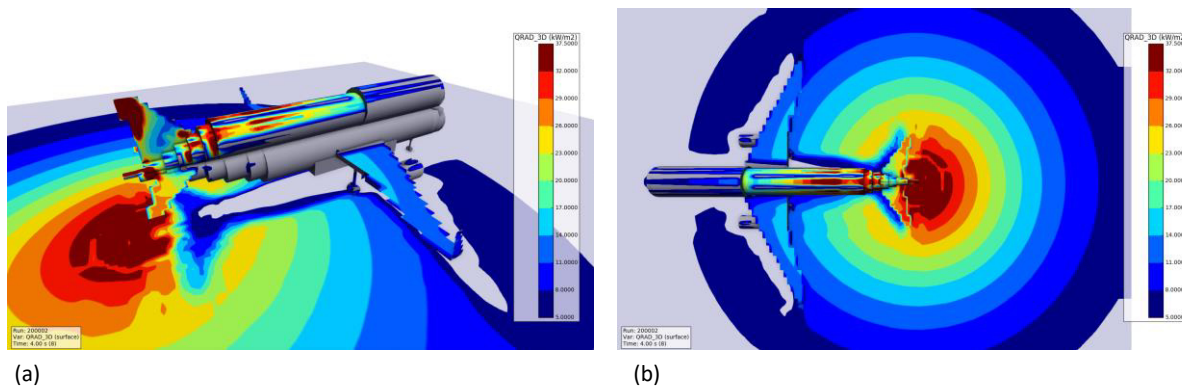 QRAD_3D (kW/m2)
37.5000
32.0000
29.0000
26.0000
23.0000
20.0000
17.0000
14.0000
11.0000
8.0000
5.0000
Run: 200002
Var: QRAD_3D (surface)
Time: 4.00 s (8)
(a)
QRAD_3D (kW/m2)
37.5000
32.0000
29.0000
26.0000
23.0000
20.0000
17.0000
14.0000
11.0000
8.0000
5.0000
Run: 200002
Var: QRAD_3D (surface)
Time: 4.00 s (8)
(b)